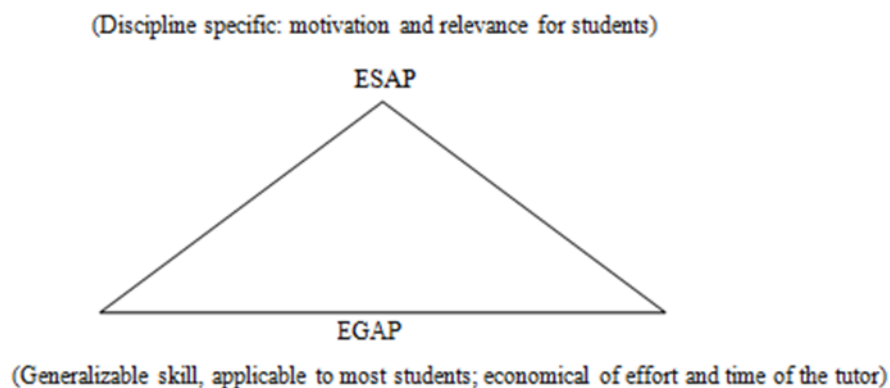 (Discipline specific: motivation and relevance for students)
ESAP
EGAP
(Generalizable skill, applicable to most students; economical of effort and time of the tutor)